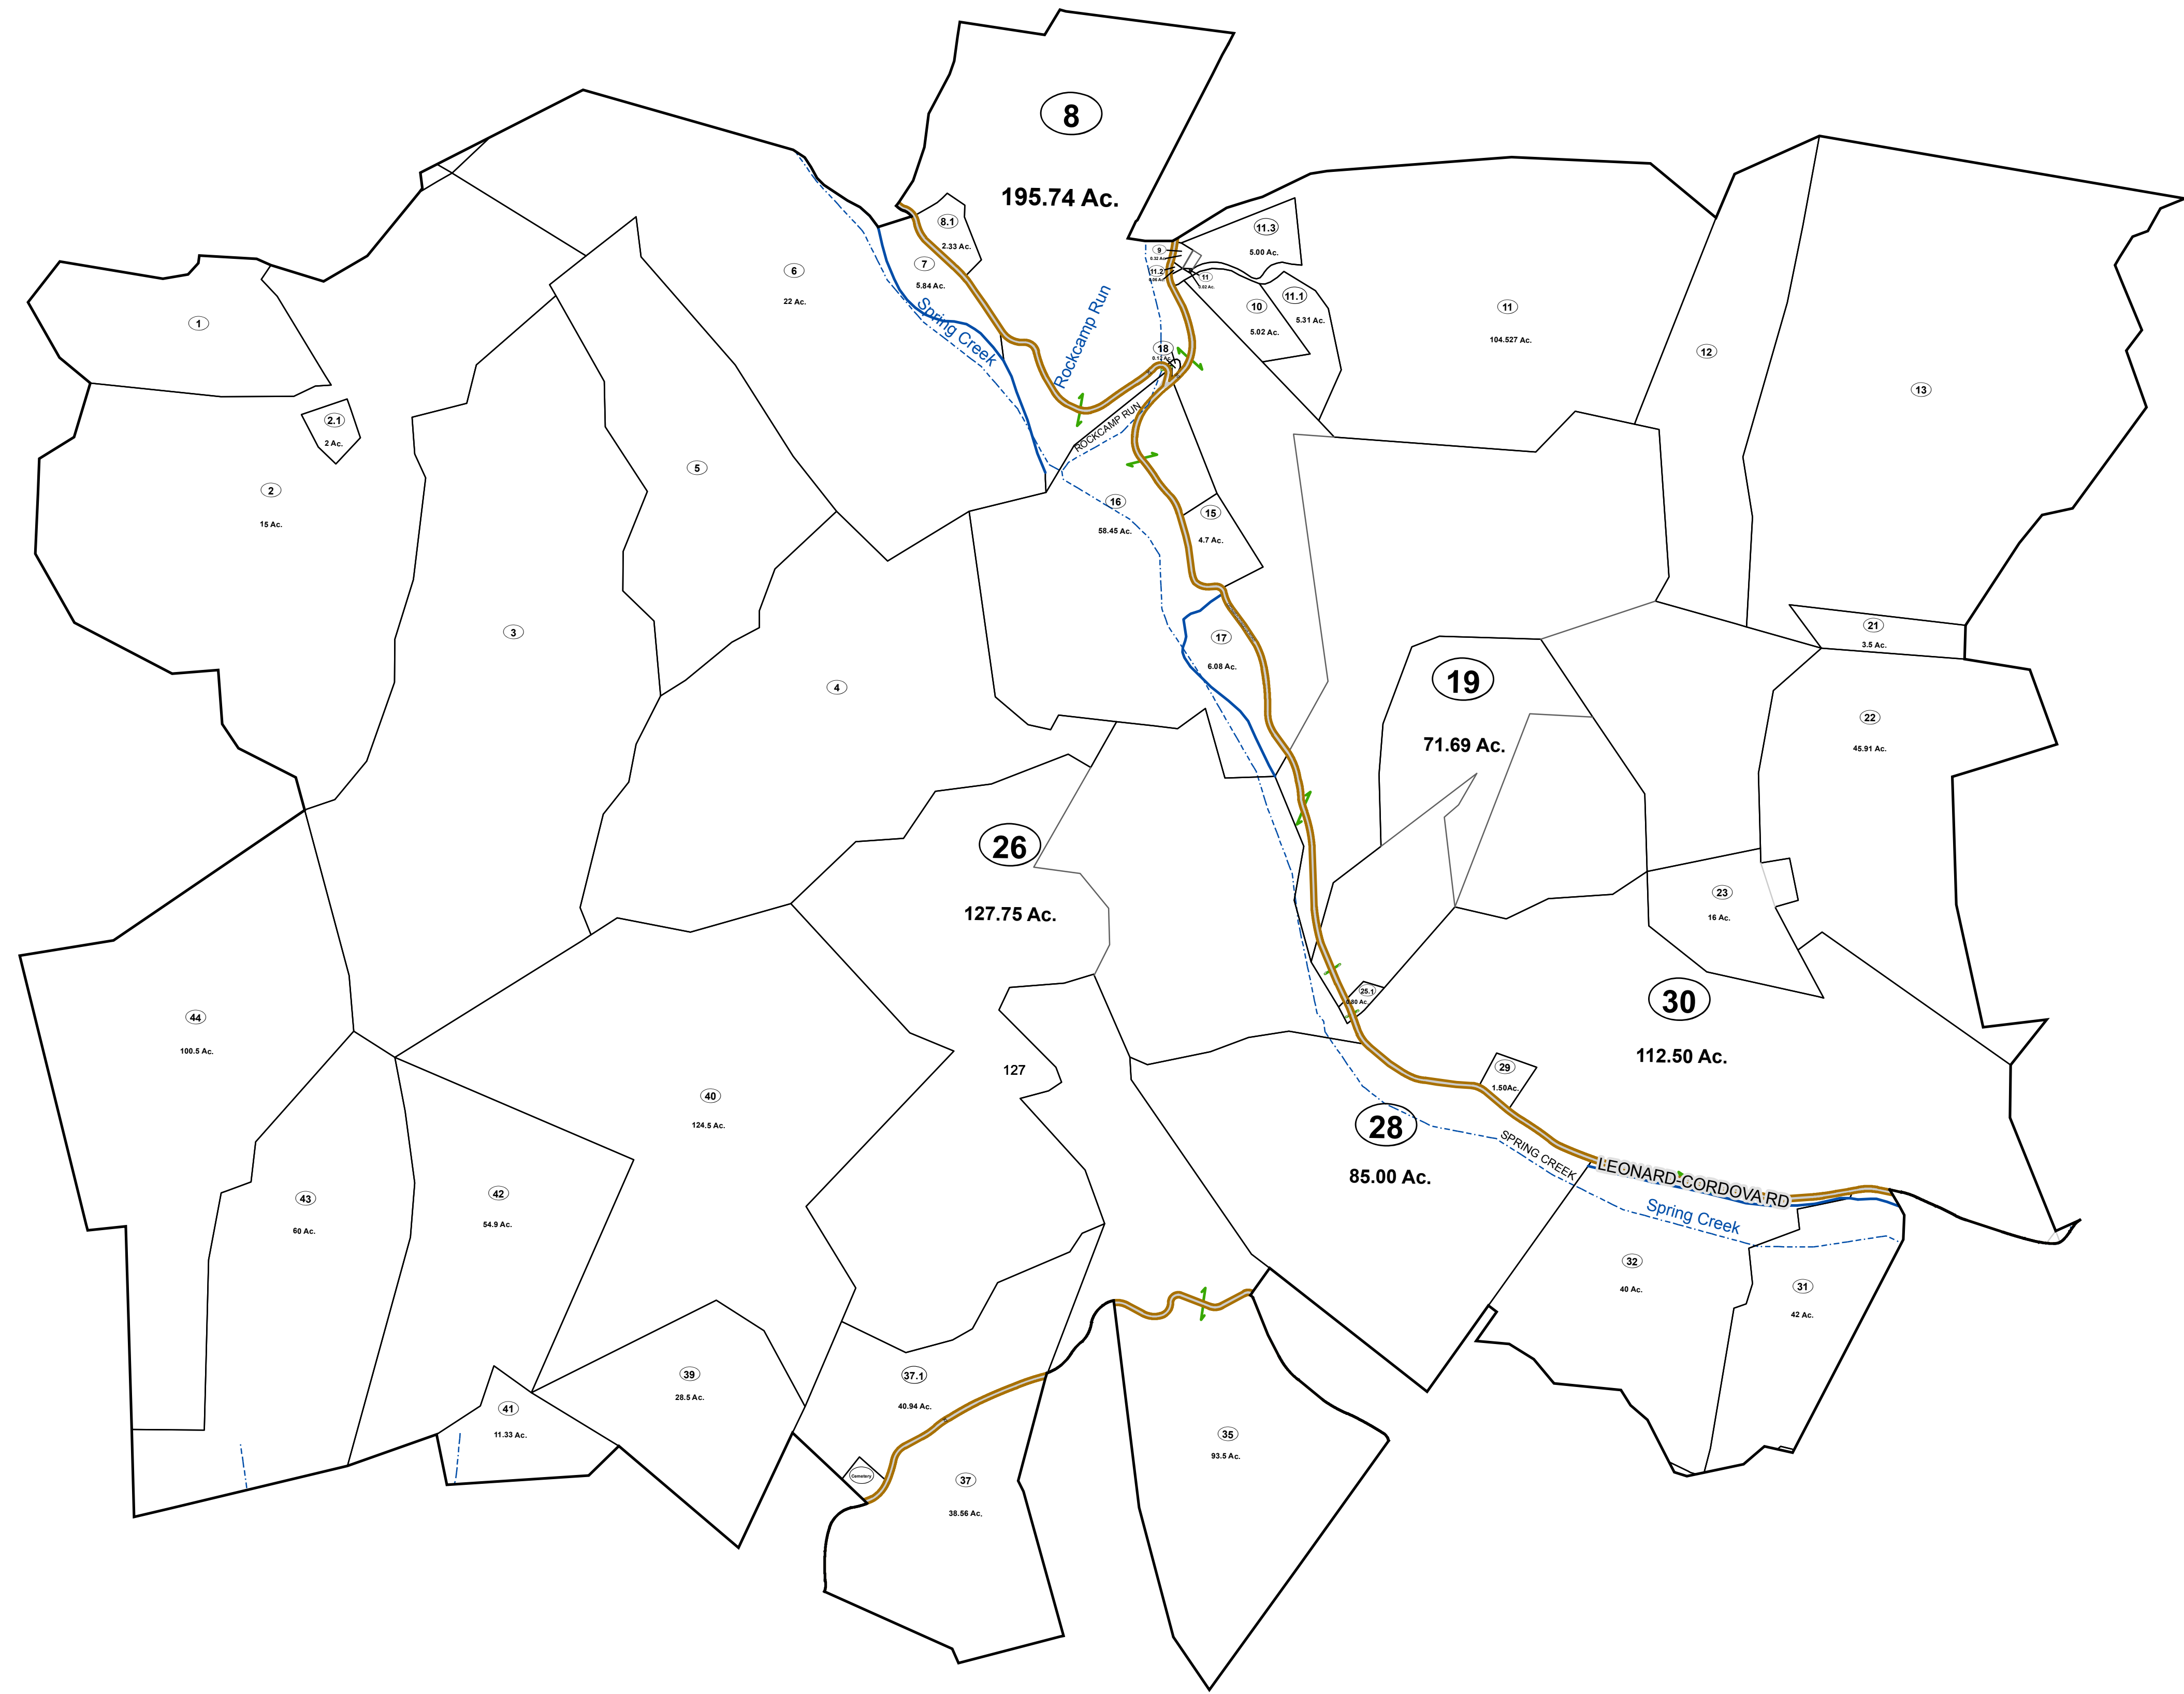 8
195.74 Ac.
8.1
2.33 Ac.
7
5.84 Ac.
6
22 Ac.
Spring Creek
Rockcamp Run
9
11.2
11
11.3
5.00 Ac.
10
5.02 Ac.
11.1
5.31 Ac.
11
104.527 Ac.
12
13
1
2.1
2 Ac.
2
15 Ac.
5
18
ROCKCAMP RUN
16
58.45 Ac.
15
4.7 Ac.
3
4
17
6.08 Ac.
19
71.69 Ac.
21
3.5 Ac.
22
45.91 Ac.
26
127.75 Ac.
23
16 Ac.
25.1
30
112.50 Ac.
44
100.5 Ac.
127
29
1.50Ac.
40
124.5 Ac.
28
85.00 Ac.
SPRING CREEK
LEONARD-CORDOVA RD
Spring Creek
43
60 Ac.
42
54.9 Ac.
32
40 Ac.
31
42 Ac.
39
28.5 Ac.
37.1
40.94 Ac.
41
11.33 Ac.
35
93.5 Ac.
Cemetery
37
38.56 Ac.